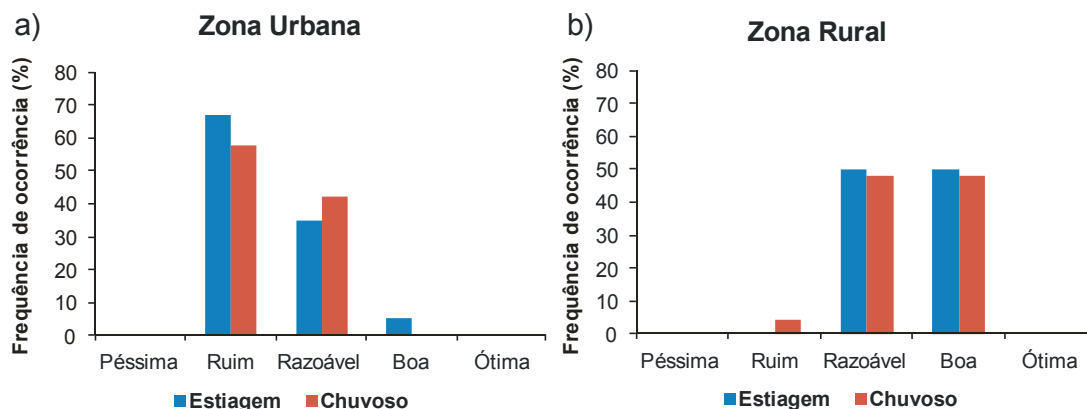 a)
Zona Urbana
Frequência de ocorrência (%)
80
70
60
50
40
30
20
10
0
Péssima Ruim Razoável Boa Ótima
Estiagem Chuvoso
b)
Zona Rural
Frequência de ocorrência (%)
80
70
60
50
40
30
20
10
0
Péssima Ruim Razoável Boa Ótima
Estiagem Chuvoso